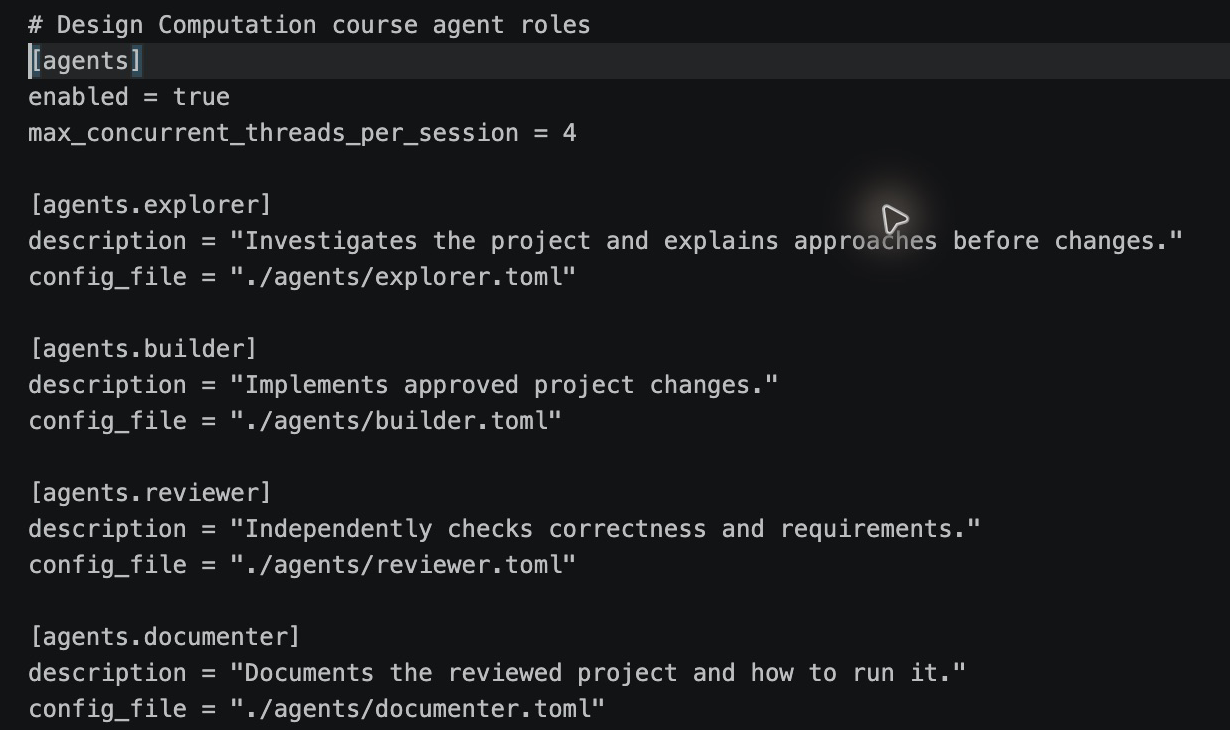 # Design Computation course agent roles
[agents]
enabled = true
max_concurrent_threads_per_session = 4
[agents.explorer]
description = "Investigates the project and explains approaches before changes."
config_file = "./agents/explorer.toml"
[agents.builder]
description = "Implements approved project changes."
config_file = "./agents/builder.toml"
[agents.reviewer]
description = "Independently checks correctness and requirements."
config_file = "./agents/reviewer.toml"
[agents.documenter]
description = "Documents the reviewed project and how to run it."
config_file = "./agents/documenter.toml"